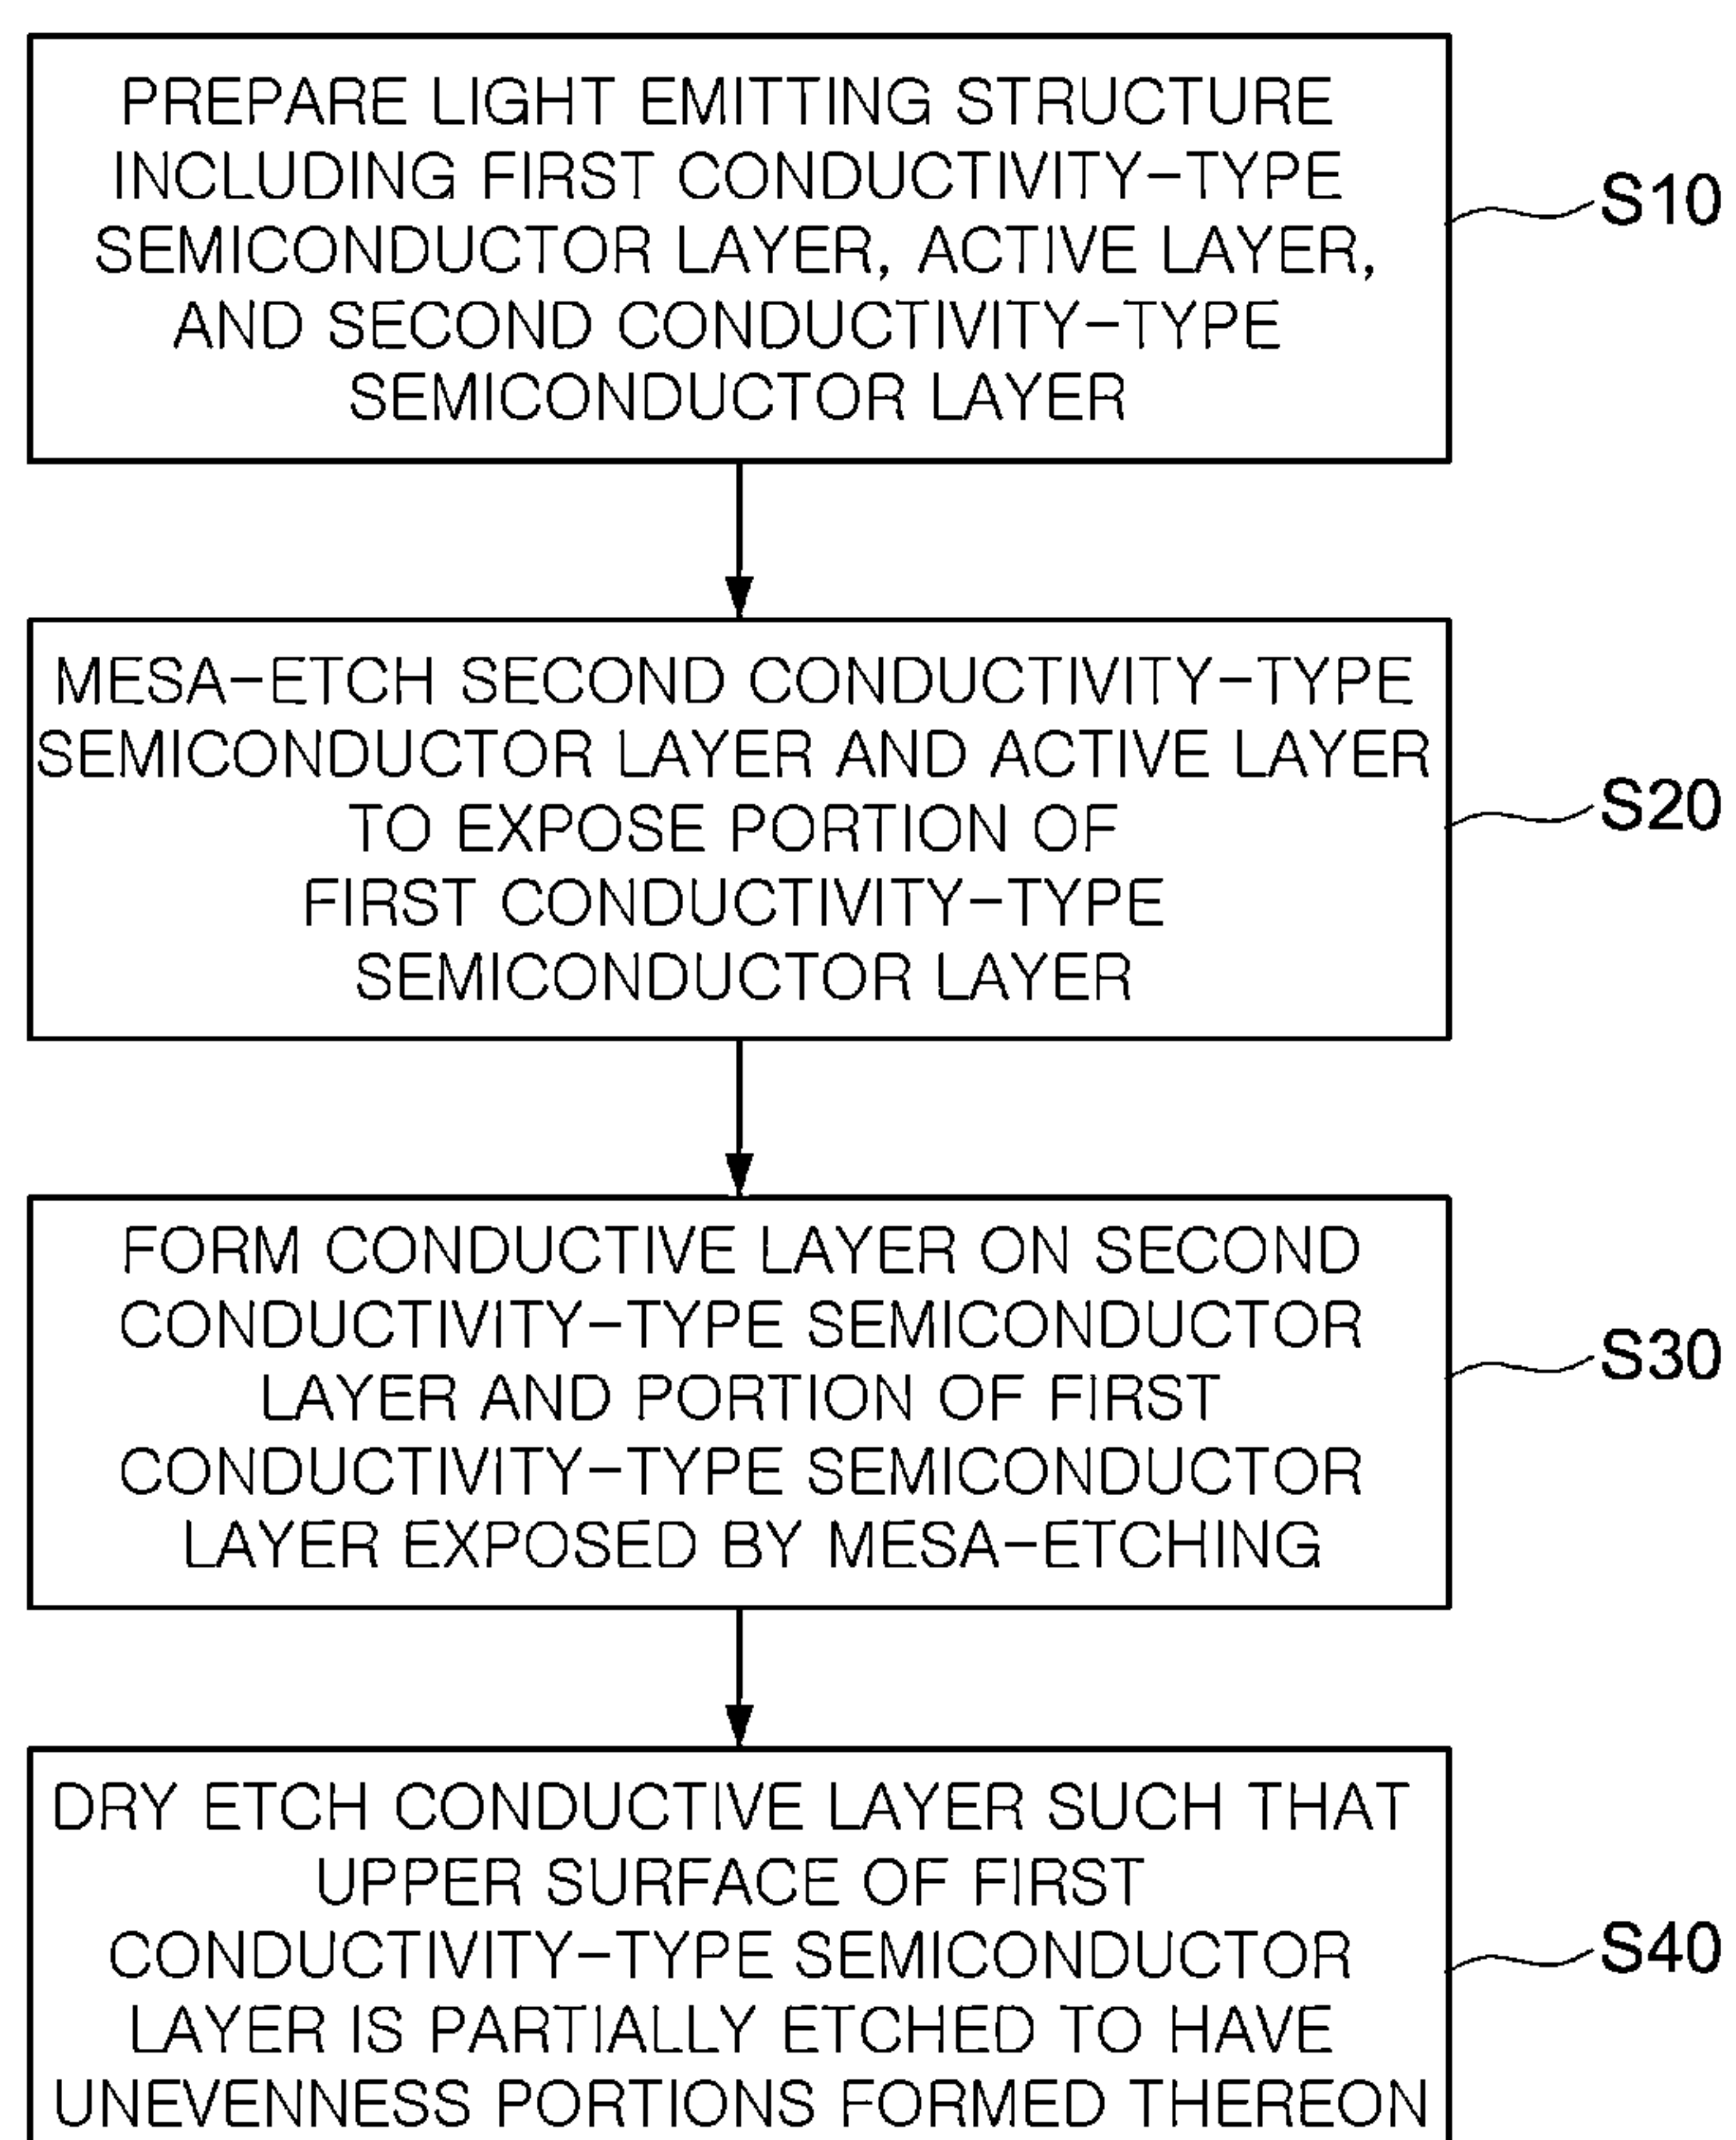 PREPARE LIGHT EMITTING STRUCTURE
INCLUDING FIRST CONDUCTIVITY-TYPE
SEMICONDUCTOR LAYER, ACTIVE LAYER,
AND SECOND CONDUCTIVITY-TYPE
SEMICONDUCTOR LAYER
S10
MESA-ETCH SECOND CONDUCTIVITY-TYPE
SEMICONDUCTOR LAYER AND ACTIVE LAYER
TO EXPOSE PORTION OF
FIRST CONDUCTIVITY-TYPE
SEMICONDUCTOR LAYER
S20
FORM CONDUCTIVE LAYER ON SECOND
CONDUCTIVITY-TYPE SEMICONDUCTOR
LAYER AND PORTION OF FIRST
CONDUCTIVITY-TYPE SEMICONDUCTOR
LAYER EXPOSED BY MESA-ETCHING
S30
DRY ETCH CONDUCTIVE LAYER SUCH THAT
UPPER SURFACE OF FIRST
CONDUCTIVITY-TYPE SEMICONDUCTOR
LAYER IS PARTIALLY ETCHED TO HAVE
UNEVENNESS PORTIONS FORMED THEREON
S40